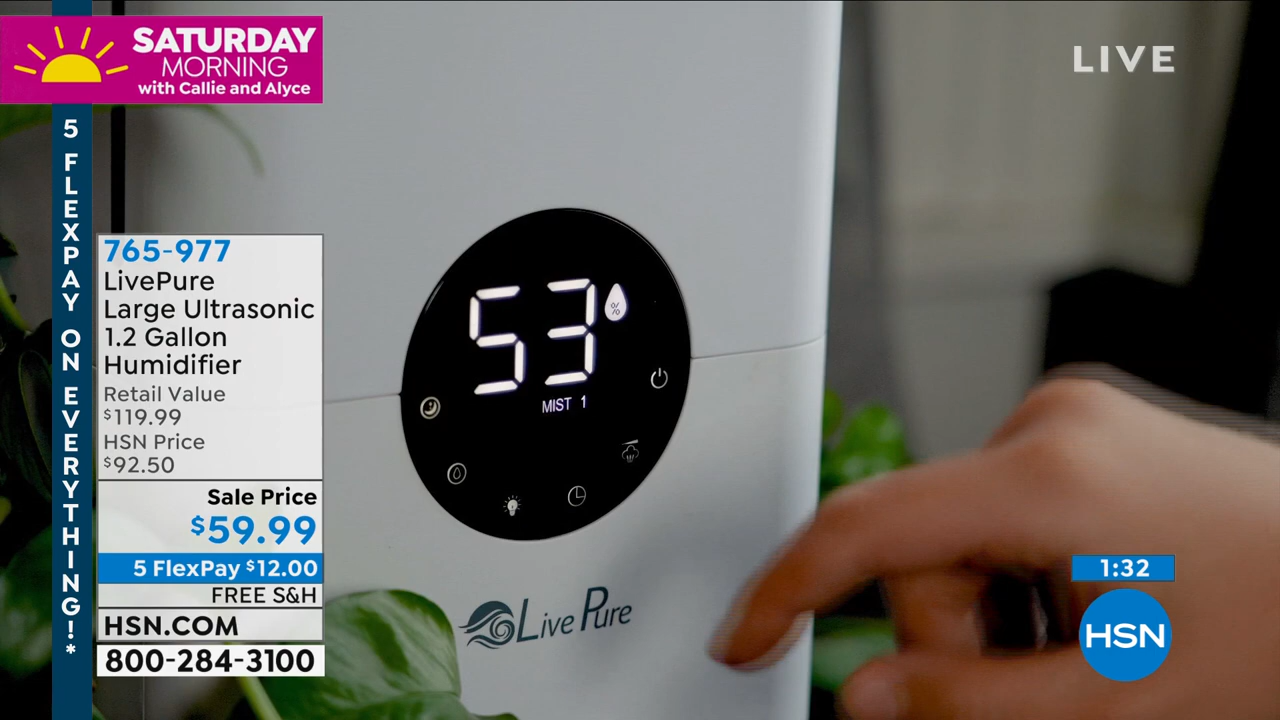 SATURDAY
MORNING
with Callie and Alyce
LIVE
5 FLEXPAY ON EVERYTHING!*
765-977
LivePure
Large Ultrasonic
1.2 Gallon
Humidifier
Retail Value
$119.99
HSN Price
$92.50
Sale Price
$59.99
5 FlexPay $12.00
FREE S&H
HSN.COM
800-284-3100
53 %
MIST 1
Live Pure
1:32
HSN